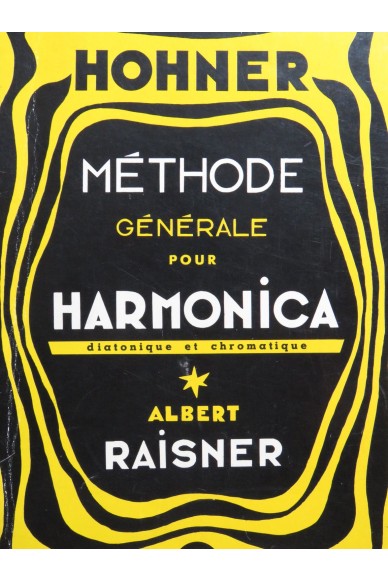 HOHNER
MÉTHODE
GÉNÉRALE
POUR
HARMONiCA
diatonique et chromatique
ALBERT
RAiSNER